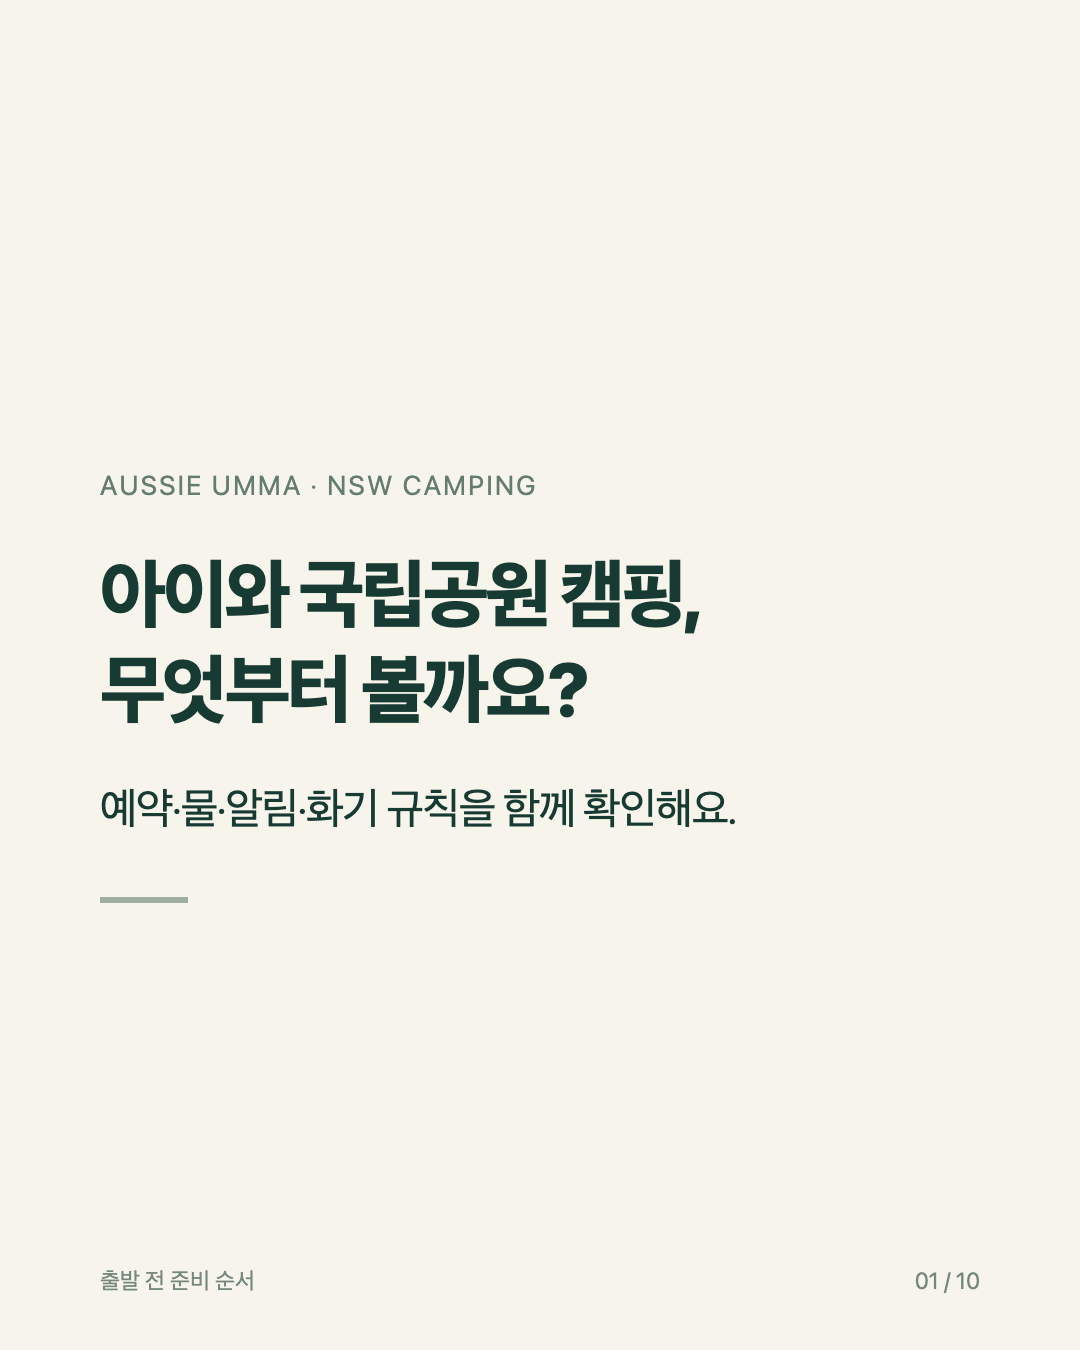 AUSSIE UMMA · NSW CAMPING
아이와 국립공원 캠핑,
무엇부터 볼까요?
예약·물·알림·화기 규칙을 함께 확인해요.
출발 전 준비 순서
01 / 10